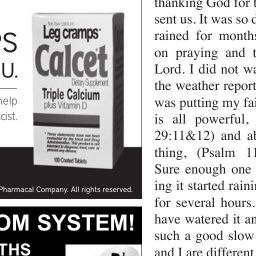 PS
U.
help
cist.
for low calcium
Leg cramps*
Calcet
Dietary Supplement
Triple Calcium
plus Vitamin D
* These statements have not been
evaluated by the Food and Drug
Administration. This product is not
intended to diagnose, treat, cure or
prevent any disease.
100 Coated Tablets
Pharmacal Company. All rights reserved.
OM SYSTEM!
THS
thanking God for t
sent us. It was so d
rained for months
on praying and t
Lord. I did not wa
the weather report
was putting my fai
is all powerful,
29:11&12) and ab
thing, (Psalm 11
Sure enough one
ing it started raini
for several hours.
have watered it an
such a good slow
and I are different